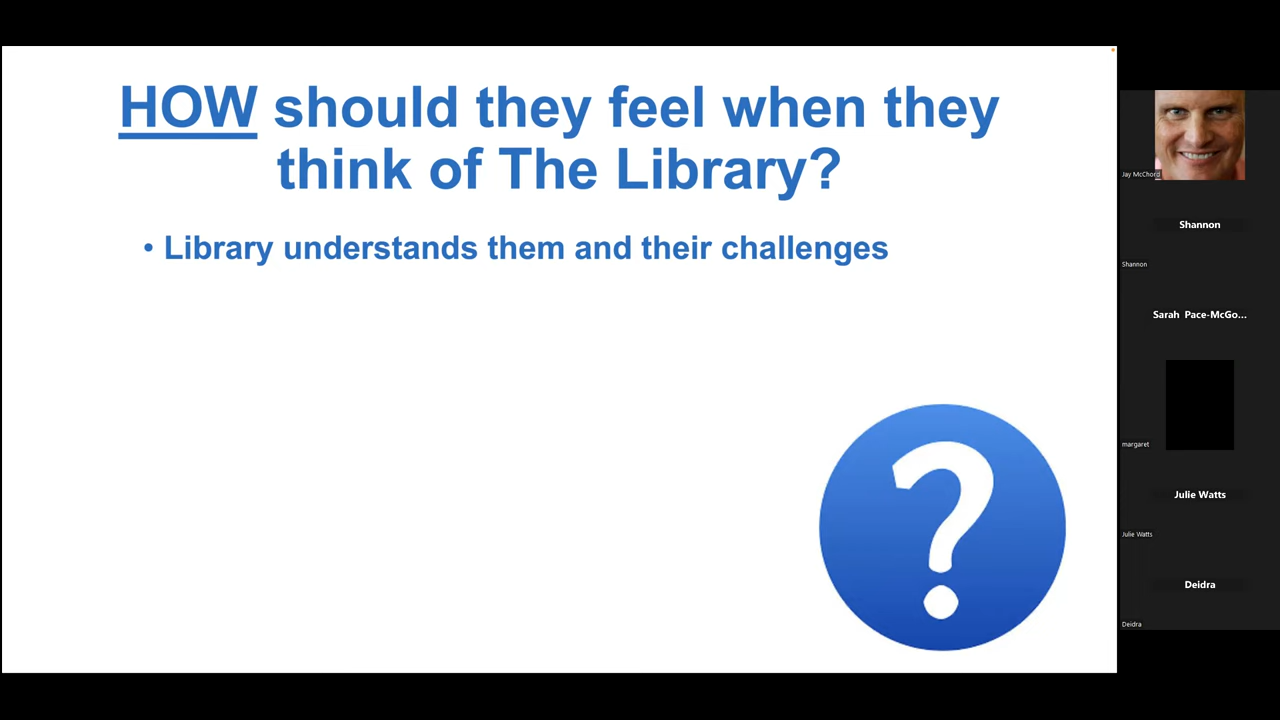 HOW should they feel when they
think of The Library?
• Library understands them and their challenges
?
Jay McChord
Shannon
Shannon
Sarah Pace-McGo...
margaret
Julie Watts
Julie Watts
Deidra
Deidra